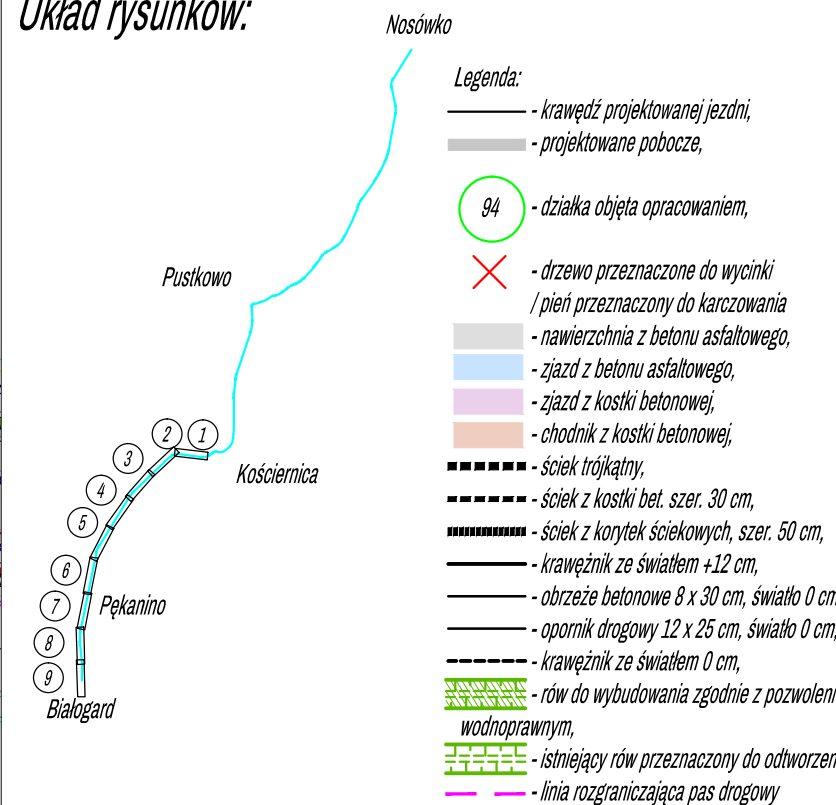 Układ rysunków:
Nosówko
Pustkowo
Kościernica
Pękanino
Białogard
1
2
3
4
5
6
7
8
9
Legenda:
- krawędź projektowanej jezdni,
- projektowane pobocze,
94 - działka objęta opracowaniem,
- drzewo przeznaczone do wycinki
/ pień przeznaczony do karczowania
- nawierzchnia z betonu asfaltowego,
- zjazd z betonu asfaltowego,
- zjazd z kostki betonowej,
- chodnik z kostki betonowej,
- ściek trójkątny,
- ściek z kostki bet. szer. 30 cm,
- ściek z korytek ściekowych, szer. 50 cm,
- krawężnik ze światłem +12 cm,
- obrzeże betonowe 8 x 30 cm, światło 0 cm
- opornik drogowy 12 x 25 cm, światło 0 cm,
- krawężnik ze światłem 0 cm,
- rów do wybudowania zgodnie z pozwoleni
wodnoprawnym,
- istniejący rów przeznaczony do odtworzen
- linia rozgraniczająca pas drogowy